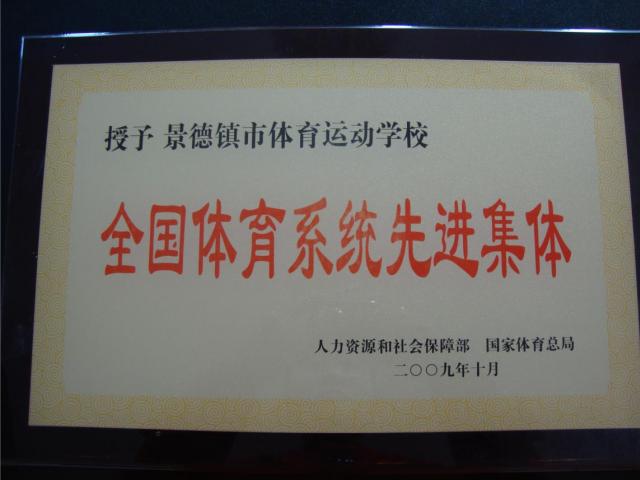 授予 景德镇市体育运动学校
全国体育系统先进集体
人力资源和社会保障部 国家体育总局
二〇〇九年十月